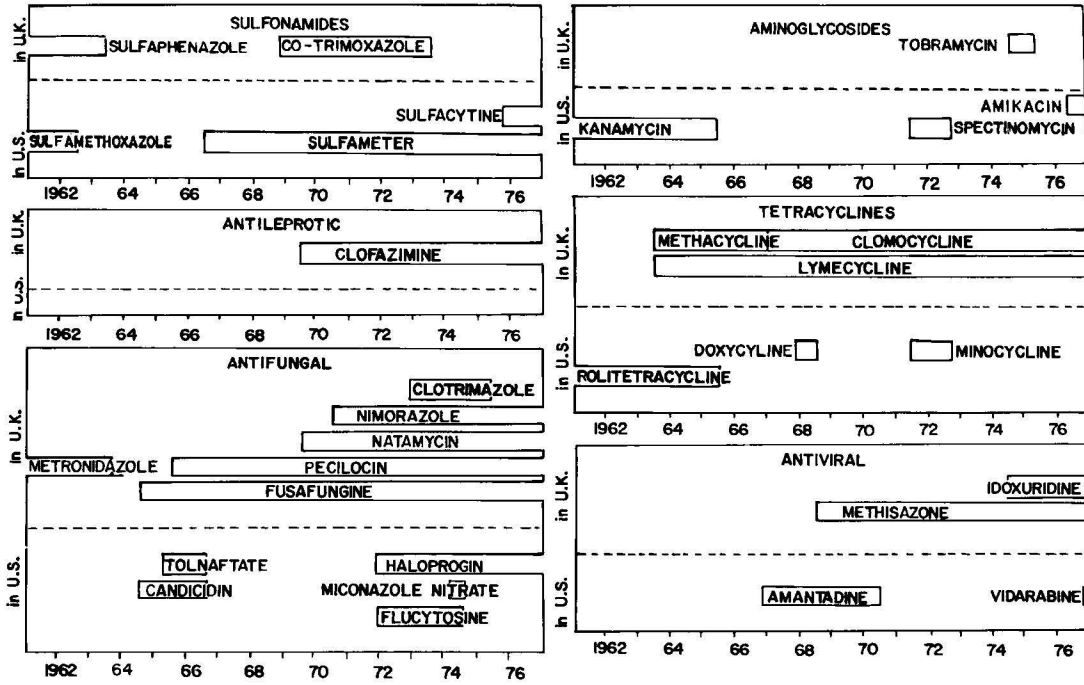 SULFONAMIDES
in U.K.
SULFAPHENAZOLE
CO-TRIMOXAZOLE
in U.S.
SULFACYTINE
SULFAMETHOXAZOLE
SULFAMETER
1962 64 66 68 70 72 74 76
ANTILEPROTIC
in U.K.
CLOFAZIMINE
in U.S.
1962 64 66 68 70 72 74 76
ANTIFUNGAL
in U.K.
CLOTRIMAZOLE
NIMORAZOLE
NATAMYCIN
METRONIDAZOLE
PECILOCIN
FUSAFUNGINE
in U.S.
TOLNAFTATE
HALOPROGIN
CANDICIDIN
MICONAZOLE NITRATE
FLUCYTOSINE
1962 64 66 68 70 72 74 76
AMINOGLYCOSIDES
in U.K.
TOBRAMYCIN
in U.S.
AMIKACIN
KANAMYCIN
SPECTINOMYCIN
1962 64 66 68 70 72 74 76
TETRACYCLINES
in U.K.
METHACYCLINE
CLOMOCYCLINE
LYMECYCLINE
in U.S.
DOXYCYLINE
MINOCYCLINE
ROLITETRACYCLINE
1962 64 66 68 70 72 74 76
ANTIVIRAL
in U.K.
IDOXURIDINE
METHISAZONE
in U.S.
AMANTADINE
VIDARABINE
1962 64 66 68 70 72 74 76